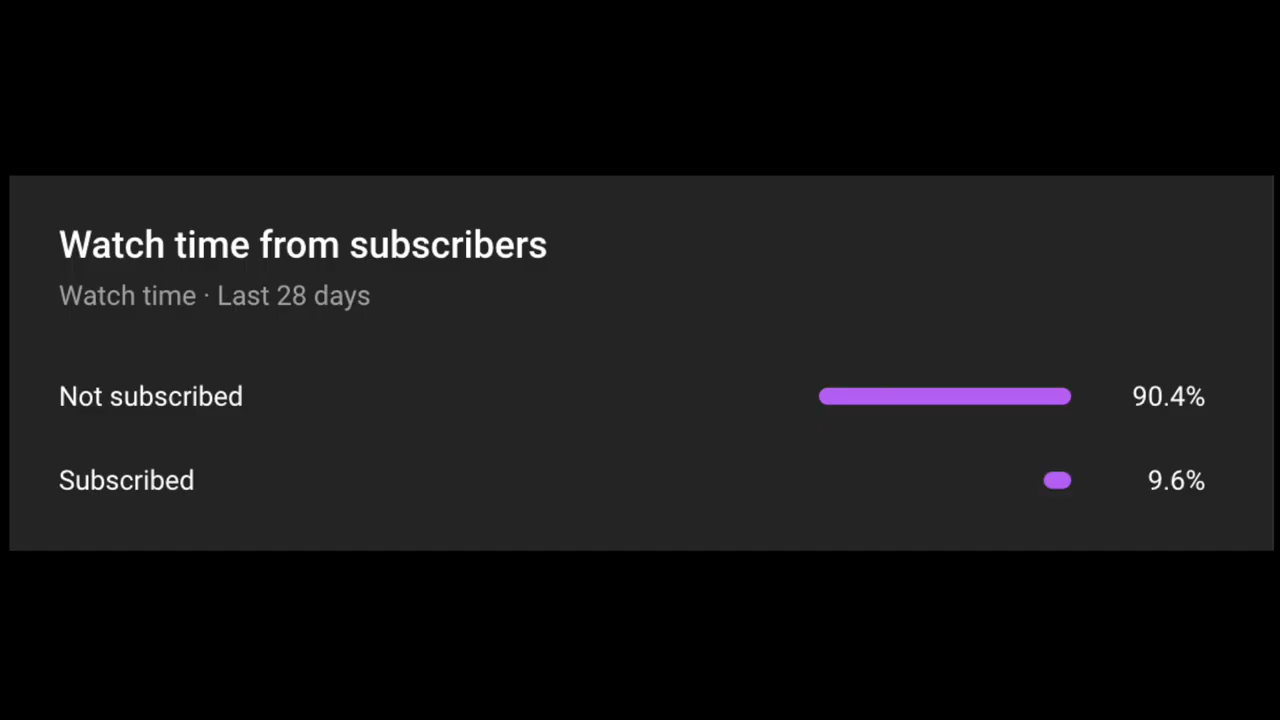 Watch time from subscribers
Watch time · Last 28 days
Not subscribed 90.4%
Subscribed 9.6%